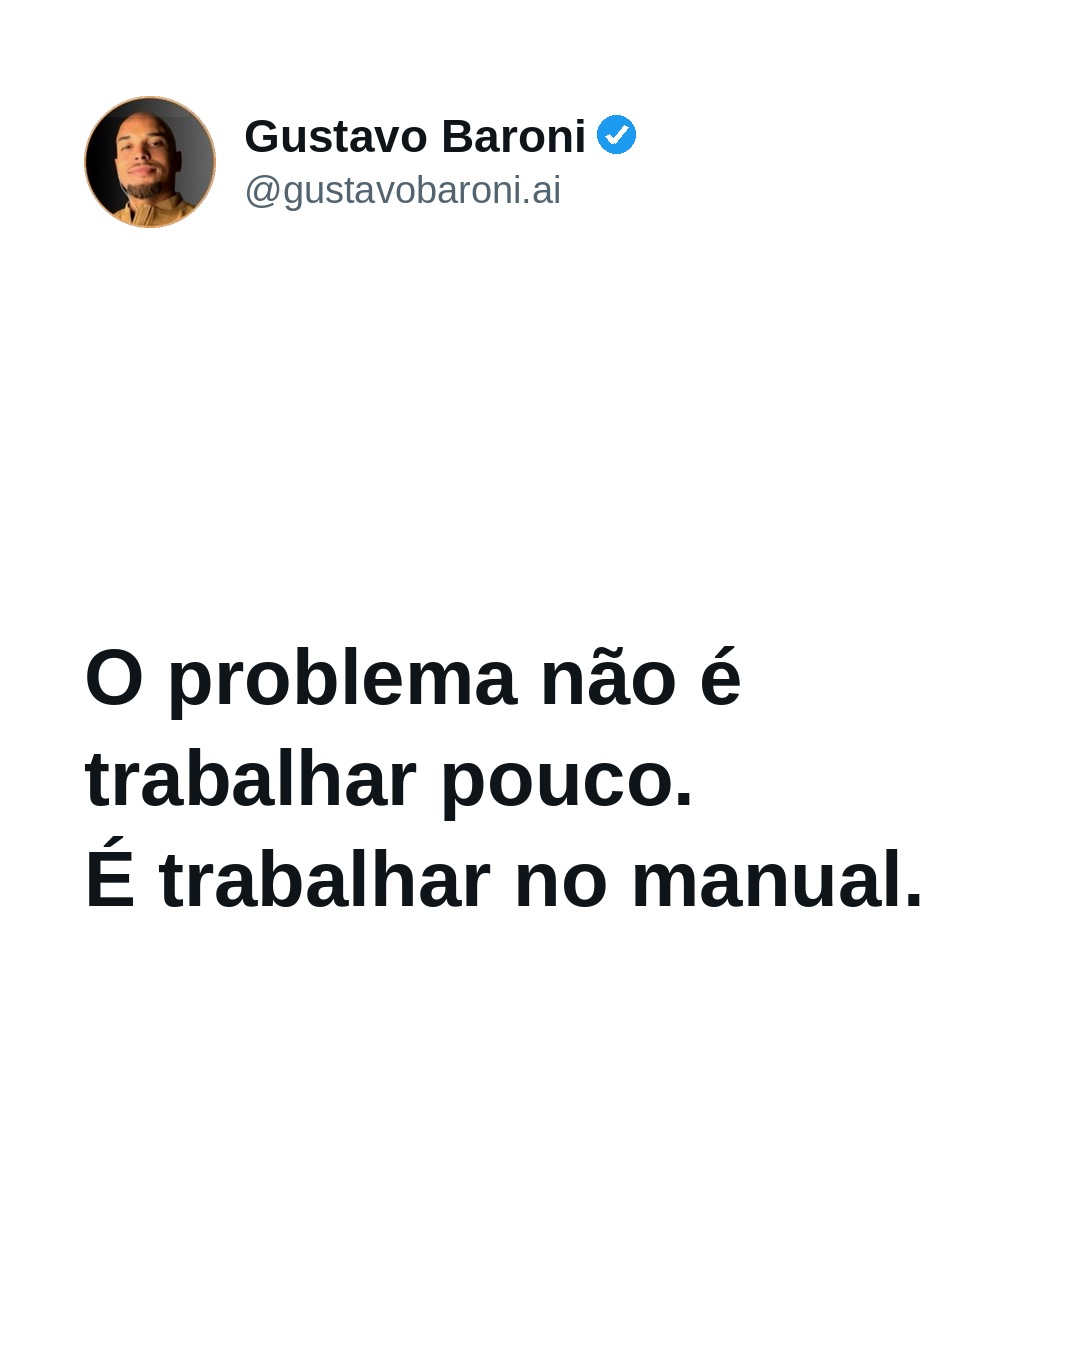 Gustavo Baroni
@gustavobaroni.ai
O problema não é
trabalhar pouco.
É trabalhar no manual.